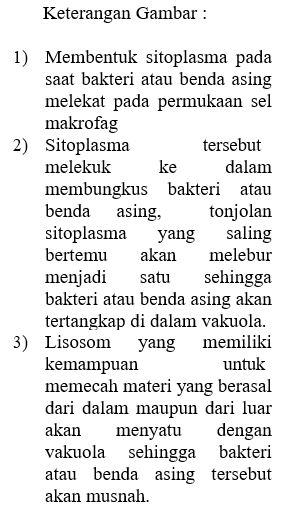 Keterangan Gambar :
1) Membentuk sitoplasma pada
saat bakteri atau benda asing
melekat pada permukaan sel
makrofag
2) Sitoplasma tersebut
melekuk ke dalam
membungkus bakteri atau
benda asing, tonjolan
sitoplasma yang saling
bertemu akan melebur
menjadi satu sehingga
bakteri atau benda asing akan
tertangkap di dalam vakuola.
3) Lisosom yang memiliki
kemampuan untuk
memecah materi yang berasal
dari dalam maupun dari luar
akan menyatu dengan
vakuola sehingga bakteri
atau benda asing tersebut
akan musnah.